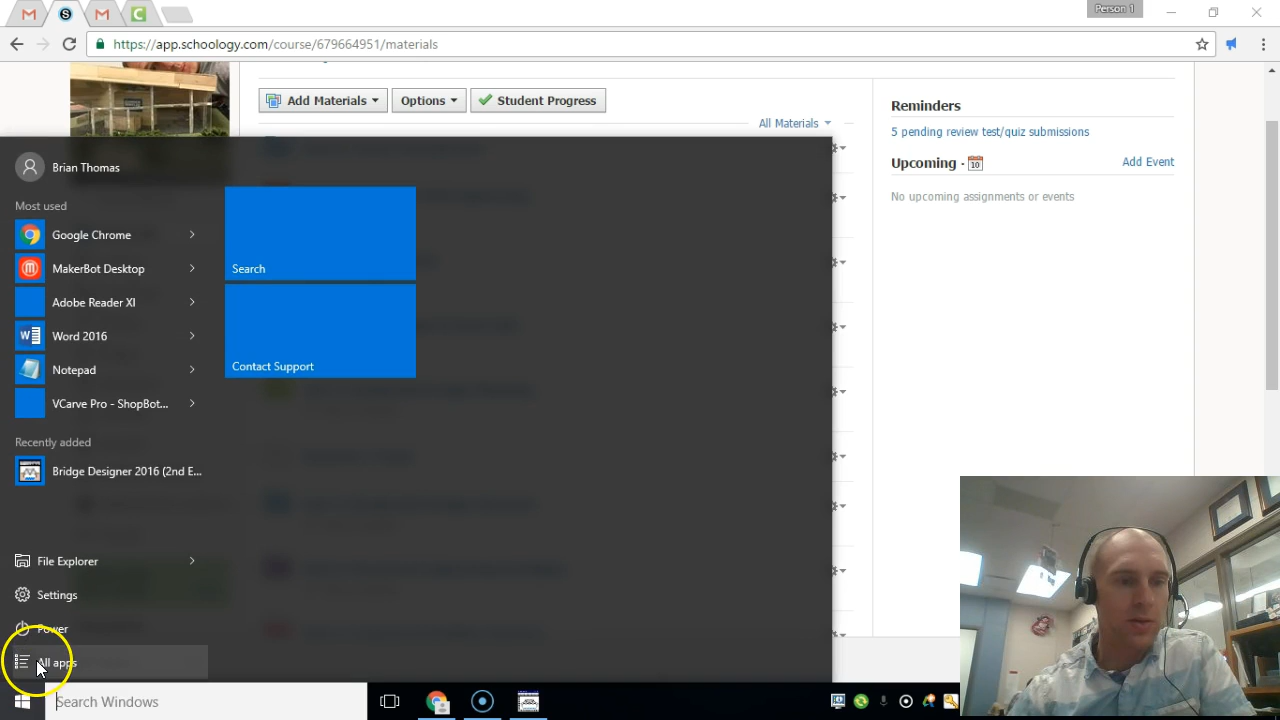 Person 1
https://app.schoology.com/course/679664951/materials
Add Materials
Options
Student Progress
All Materials
Reminders
5 pending review test/quiz submissions
Upcoming ·
10
Add Event
No upcoming assignments or events
Brian Thomas
Most used
Google Chrome
MakerBot Desktop
Adobe Reader XI
Word 2016
Notepad
VCarve Pro - ShopBot...
Recently added
Bridge Designer 2016 (2nd E...
Search
Contact Support
File Explorer
Settings
Power
All apps
Search Windows